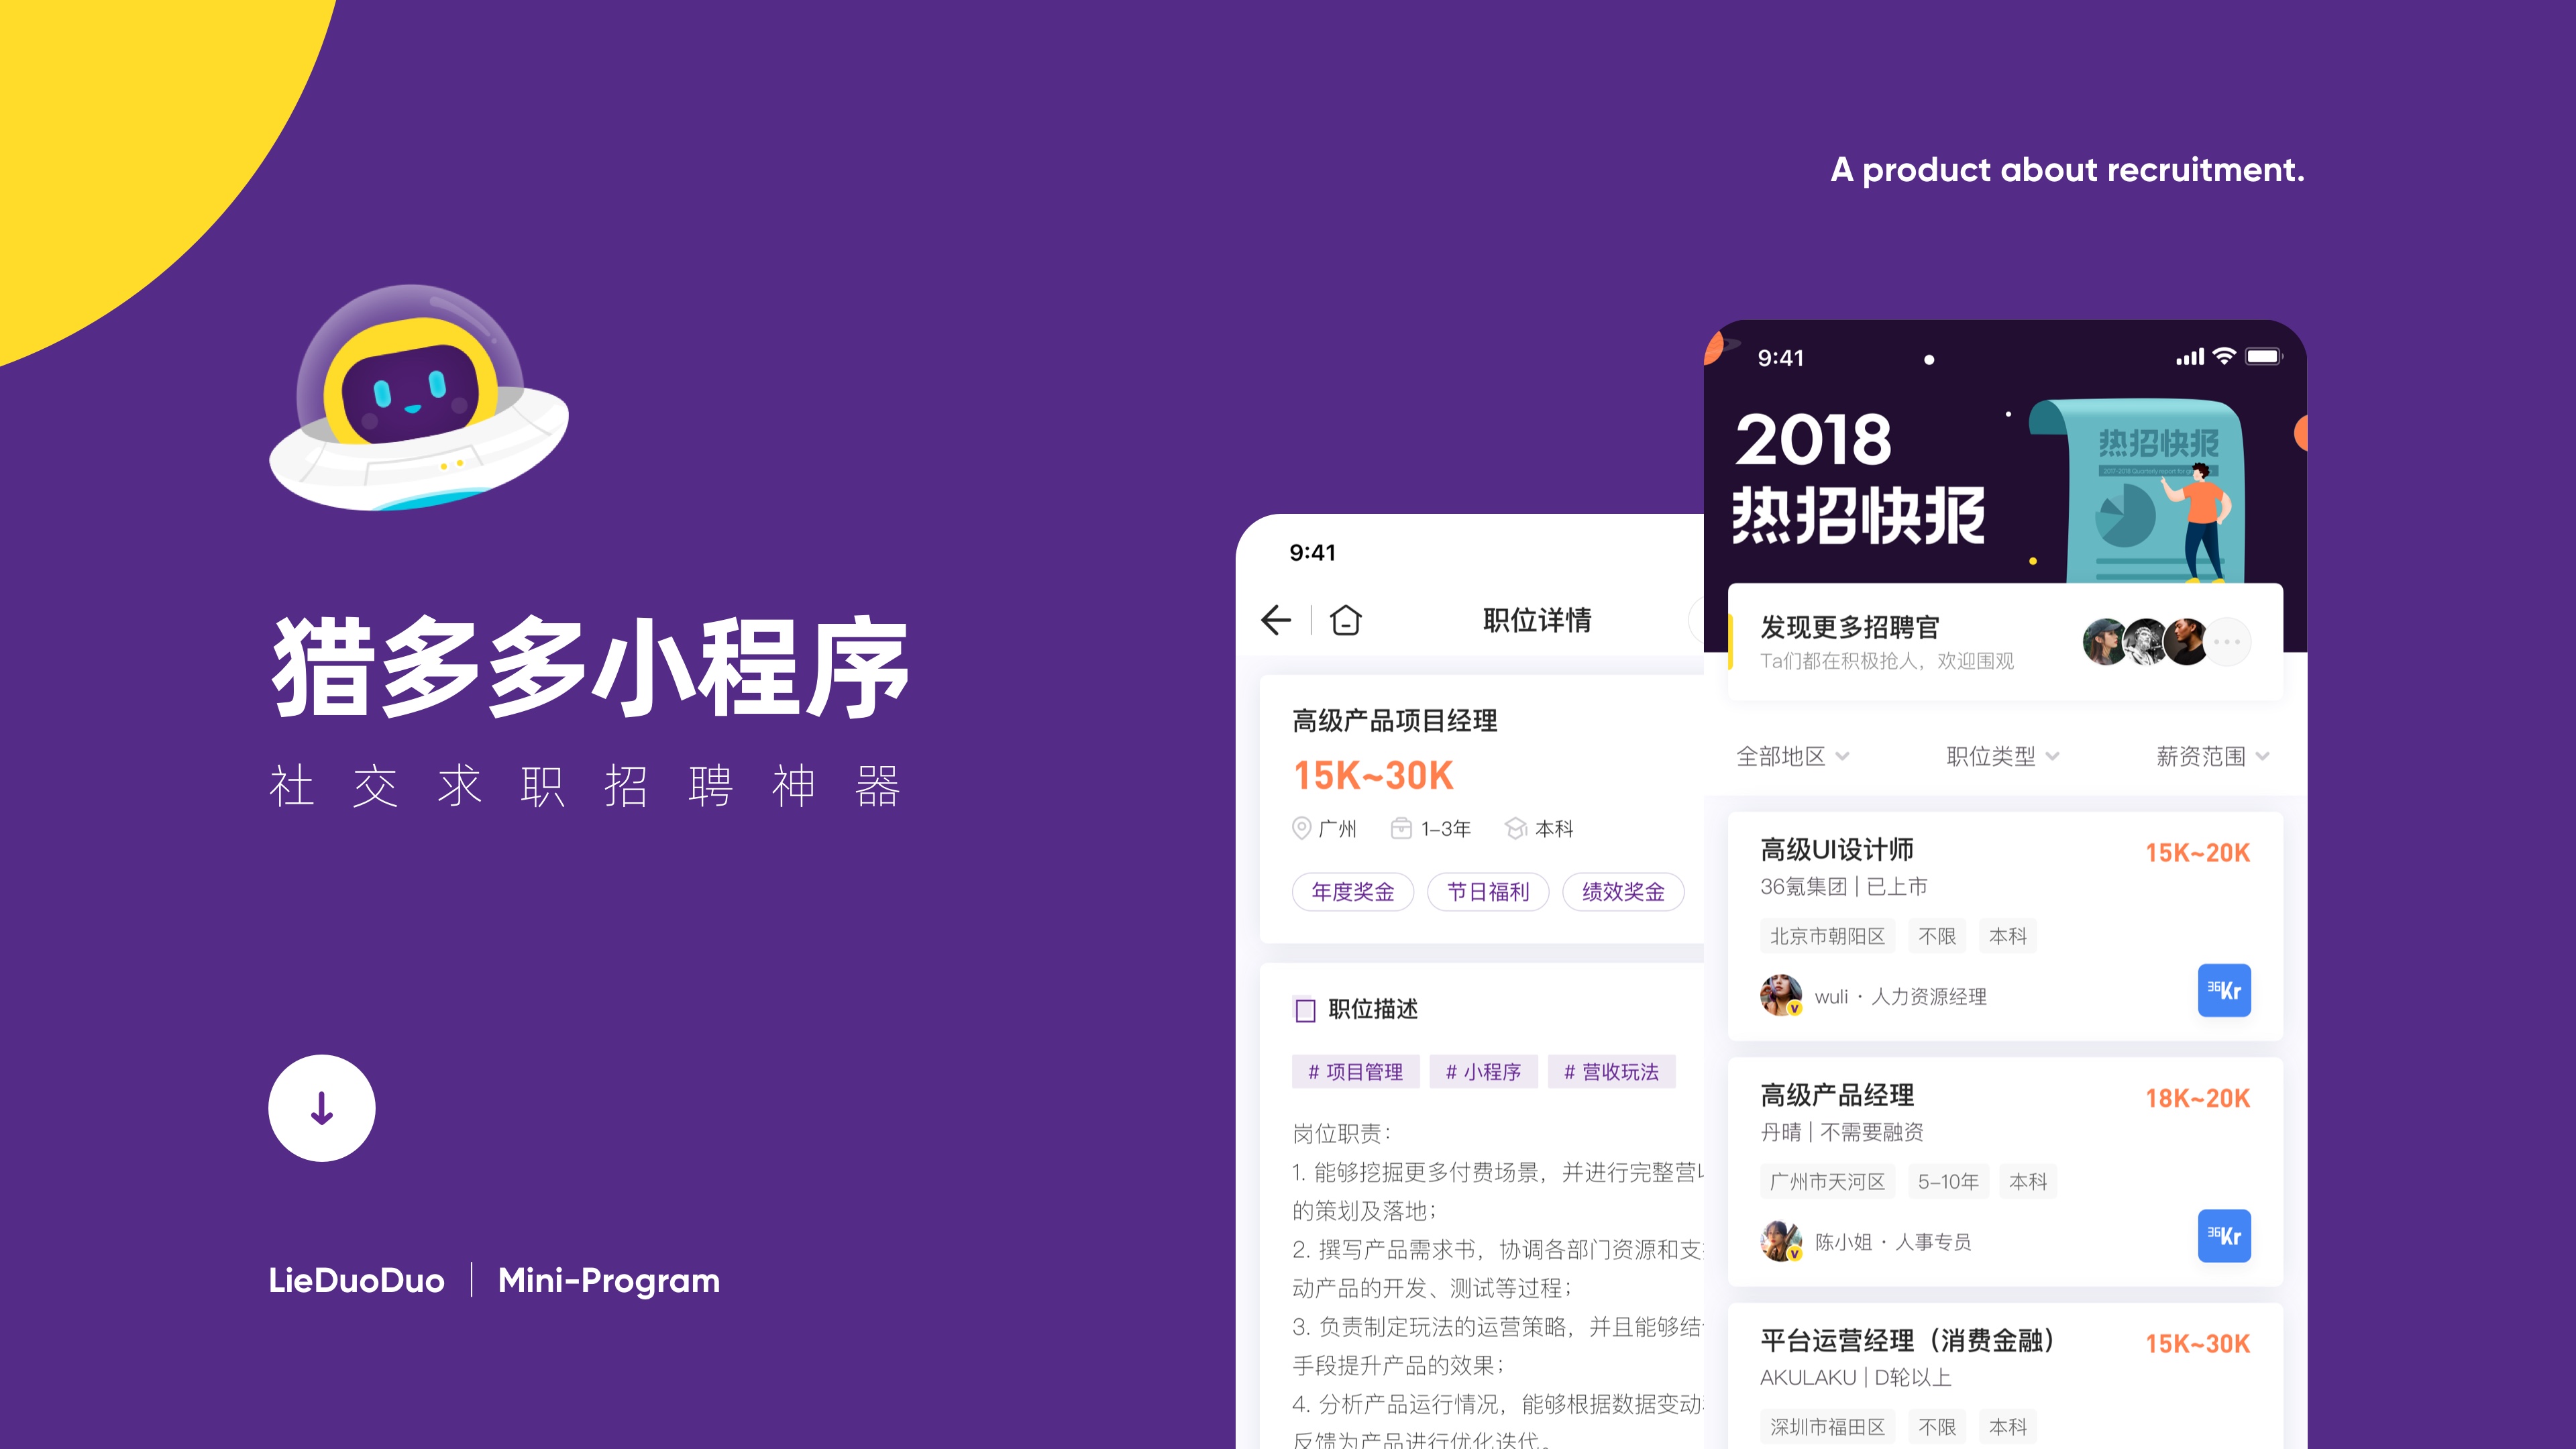 A product about recruitment.
猎多多小程序
社交求职招聘神器
LieDuoDuo | Mini-Program
9:41
职位详情
高级产品项目经理
15K~30K
广州 1-3年 本科
年度奖金 节日福利 绩效奖金
职位描述
# 项目管理 # 小程序 # 营收玩法
岗位职责：
1. 能够挖掘更多付费场景，并进行完整营
的策划及落地；
2. 撰写产品需求书，协调各部门资源和支
动产品的开发、测试等过程；
3. 负责制定玩法的运营策略，并且能够结
手段提升产品的效果；
4. 分析产品运行情况，能够根据数据变动
反馈为产品进行优化迭代。
9:41
2018
热招快报
热招快报
发现更多招聘官
Ta们都在积极抢人，欢迎围观
全部地区 职位类型 薪资范围
高级UI设计师 15K~20K
36氪集团 | 已上市
北京市朝阳区 不限 本科
wuli · 人力资源经理
36Kr
高级产品经理 18K~20K
丹晴 | 不需要融资
广州市天河区 5-10年 本科
陈小姐 · 人事专员
36Kr
平台运营经理（消费金融） 15K~30K
AKULAKU | D轮以上
深圳市福田区 不限 本科